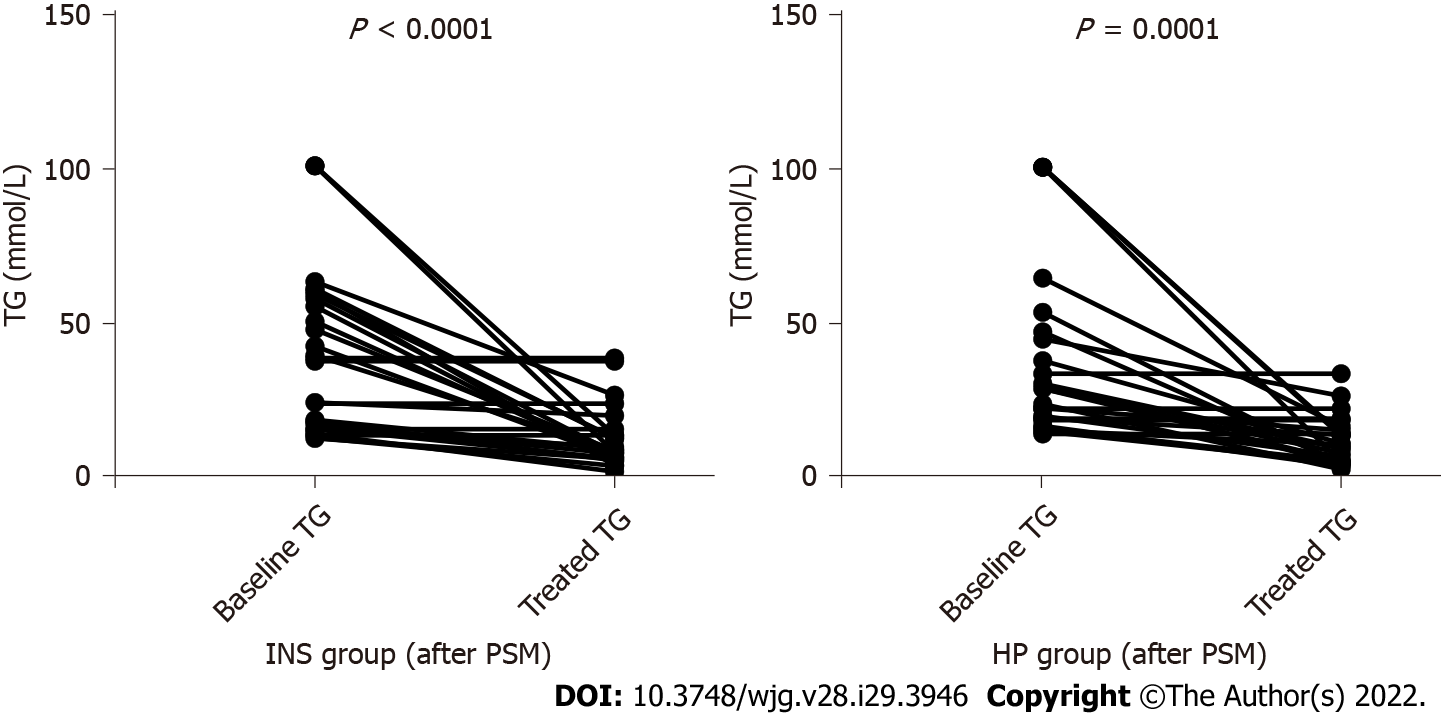 P < 0.0001
150
100
50
0
TG (mmol/L)
Baseline TG
Treated TG
INS group (after PSM)
P = 0.0001
150
100
50
0
TG (mmol/L)
Baseline TG
Treated TG
HP group (after PSM)
DOI: 10.3748/wjg.v28.i29.3946 Copyright ©The Author(s) 2022.